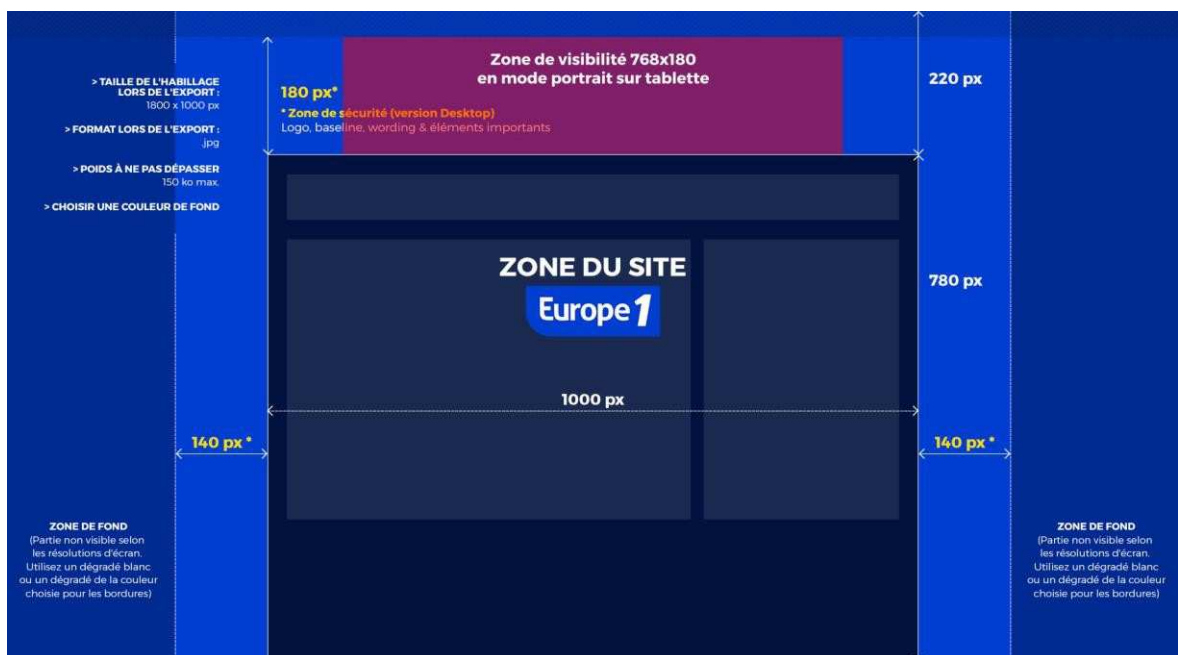 Zone de visibilité 768x180
en mode portrait sur tablette
> TAILLE DE L'HABILLAGE
LORS DE L'EXPORT :
1800 x 1000 px
> FORMAT LORS DE L'EXPORT :
.jpg
> POIDS À NE PAS DÉPASSER
150 ko max.
> CHOISIR UNE COULEUR DE FOND
180 px*
* Zone de sécurité (version Desktop)
Logo, baseline, wording & éléments importants
220 px
ZONE DU SITE
Europe 1
780 px
1000 px
140 px *
140 px *
ZONE DE FOND
(Partie non visible selon
les résolutions d'écran.
Utilisez un dégradé blanc
ou un dégradé de la couleur
choisie pour les bordures)
ZONE DE FOND
(Partie non visible selon
les résolutions d'écran.
Utilisez un dégradé blanc
ou un dégradé de la couleur
choisie pour les bordures)